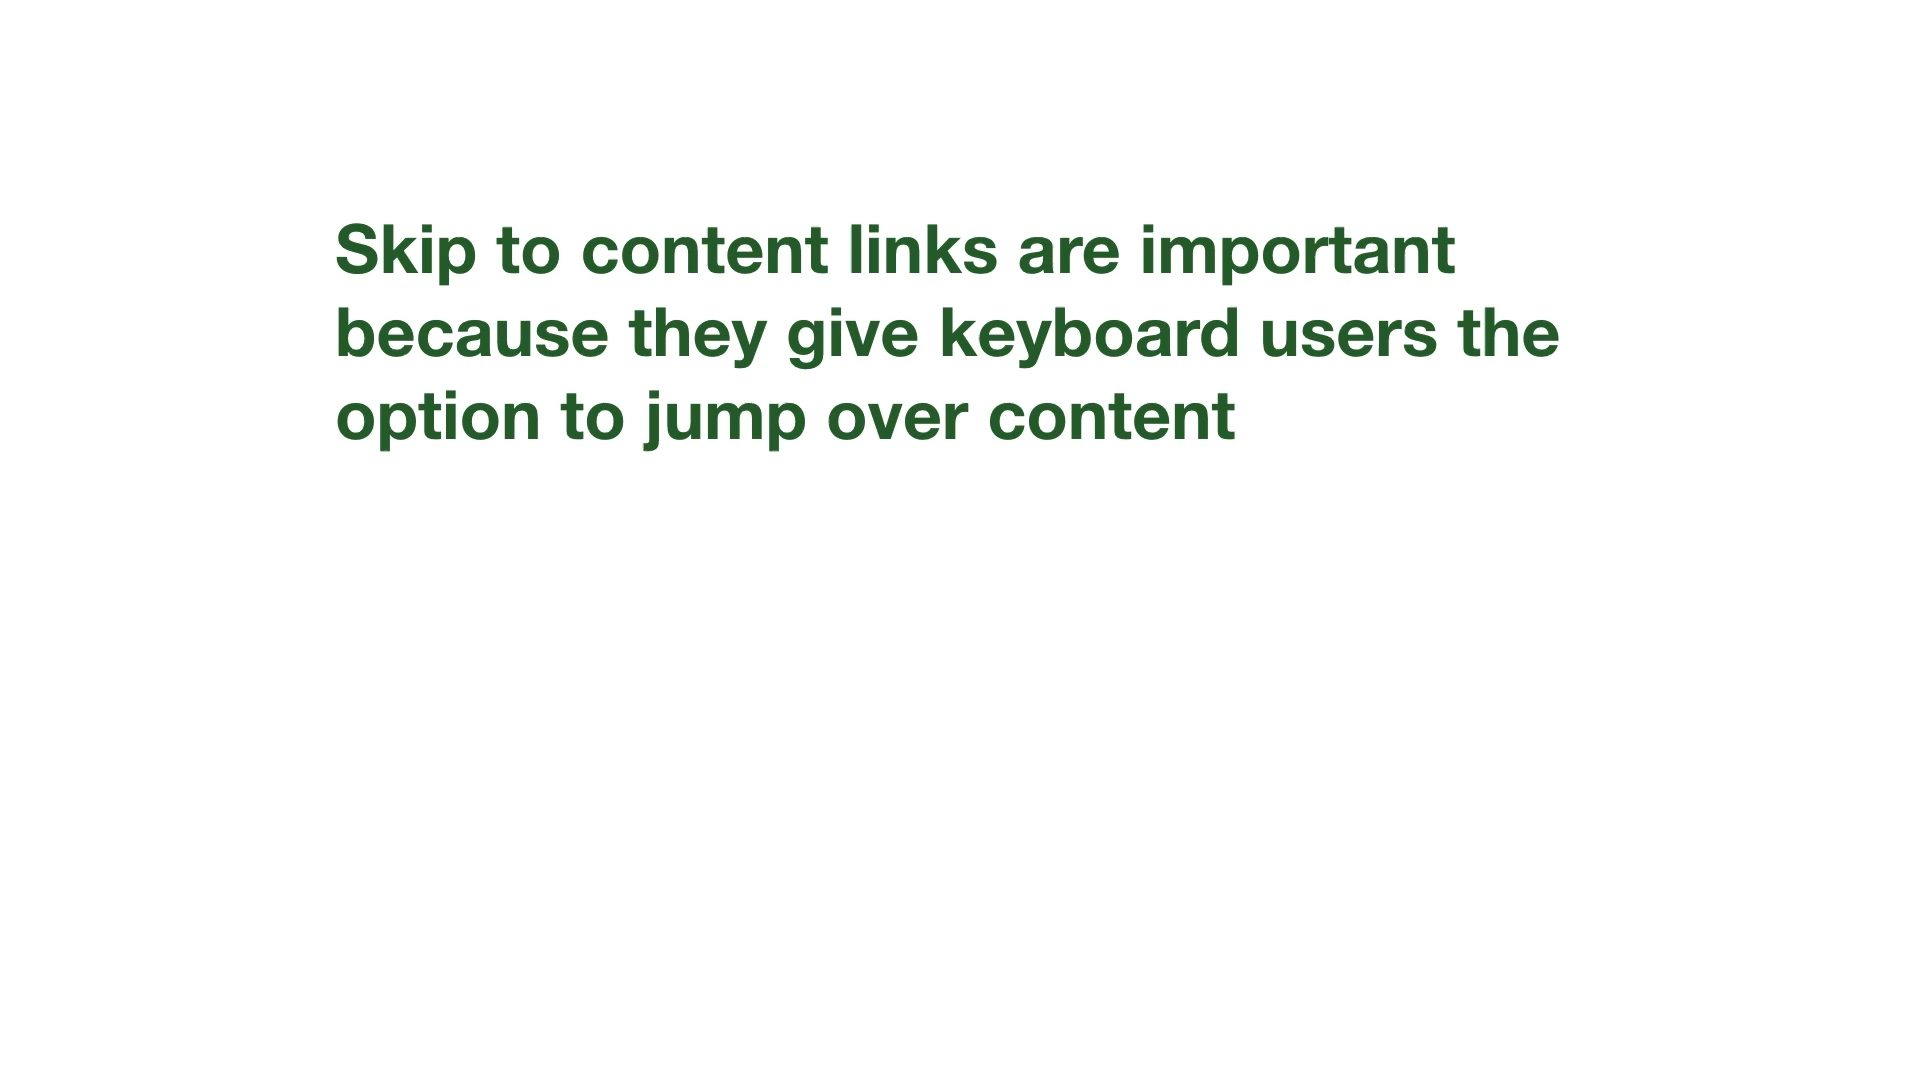 Skip to content links are important
because they give keyboard users the
option to jump over content